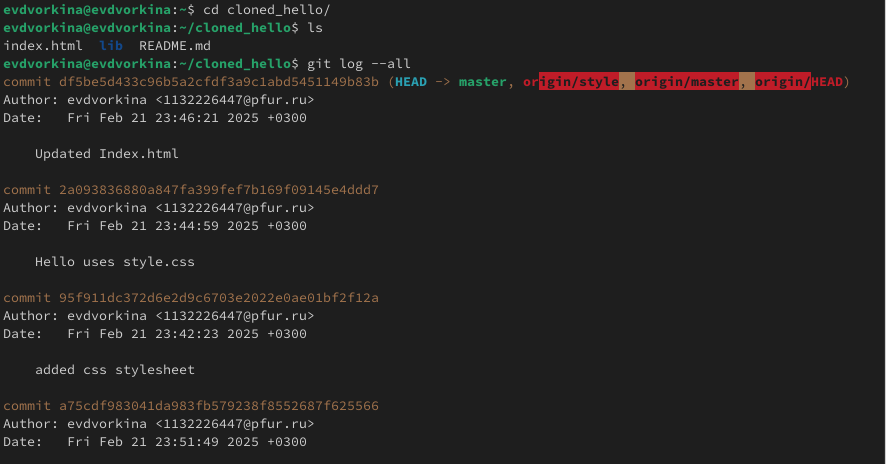 evdvorkina@evdvorkina:~$ cd cloned_hello/
evdvorkina@evdvorkina:~/cloned_hello$ ls
index.html  lib  README.md
evdvorkina@evdvorkina:~/cloned_hello$ git log --all
commit df5be5d433c96b5a2cfdf3a9c1abd5451149b83b (HEAD -> master, origin/style, origin/master, origin/HEAD)
Author: evdvorkina <1132226447@pfur.ru>
Date:   Fri Feb 21 23:46:21 2025 +0300
    Updated Index.html
commit 2a093836880a847fa399fef7b169f09145e4ddd7
Author: evdvorkina <1132226447@pfur.ru>
Date:   Fri Feb 21 23:44:59 2025 +0300
    Hello uses style.css
commit 95f911dc372d6e2d9c6703e2022e0ae01bf2f12a
Author: evdvorkina <1132226447@pfur.ru>
Date:   Fri Feb 21 23:42:23 2025 +0300
    added css stylesheet
commit a75cdf983041da983fb579238f8552687f625566
Author: evdvorkina <1132226447@pfur.ru>
Date:   Fri Feb 21 23:51:49 2025 +0300